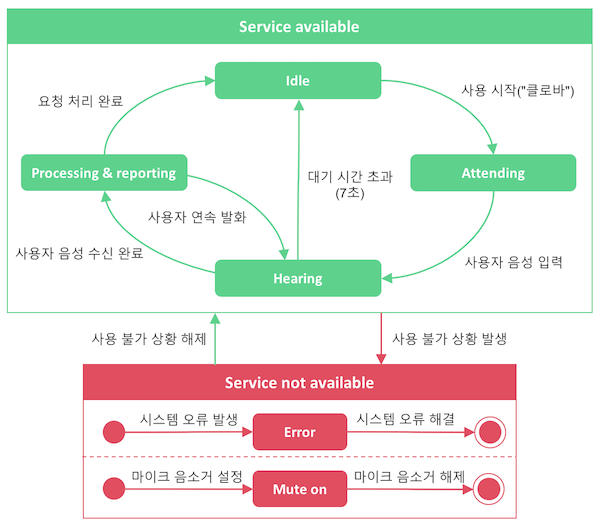 Service available
Idle
요청 처리 완료
사용 시작("클로바")
Processing & reporting
대기 시간 초과
(7초)
Attending
사용자 연속 발화
사용자 음성 수신 완료
사용자 음성 입력
Hearing
사용 불가 상황 해제
사용 불가 상황 발생
Service not available
시스템 오류 발생
Error
시스템 오류 해결
마이크 음소거 설정
Mute on
마이크 음소거 해제